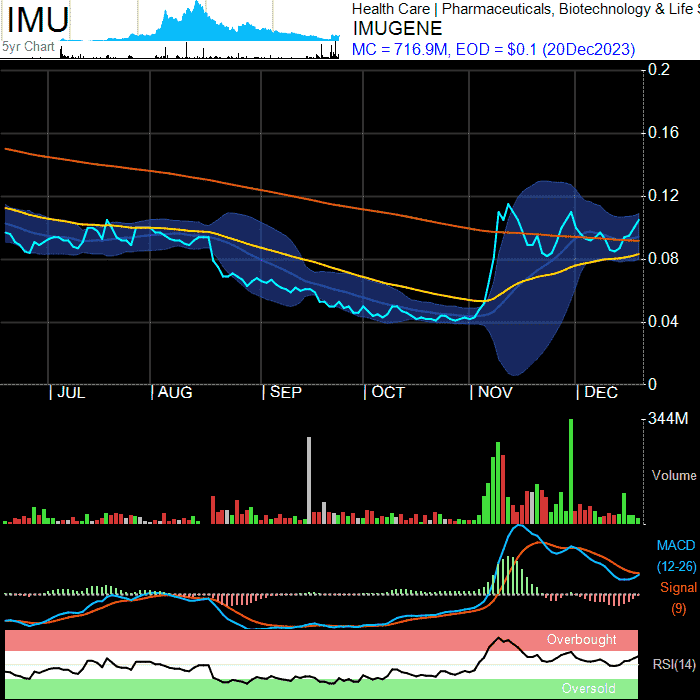 IMU
5yr Chart
Health Care | Pharmaceuticals, Biotechnology & Life S
IMUGENE
MC = 716.9M, EOD = $0.1 (20Dec2023)
0.2
0.16
0.12
0.08
0.04
0
| JUL | AUG | SEP | OCT | NOV | DEC
344M
Volume
MACD
(12-26)
Signal
(9)
Overbought
RSI(14)
Oversold